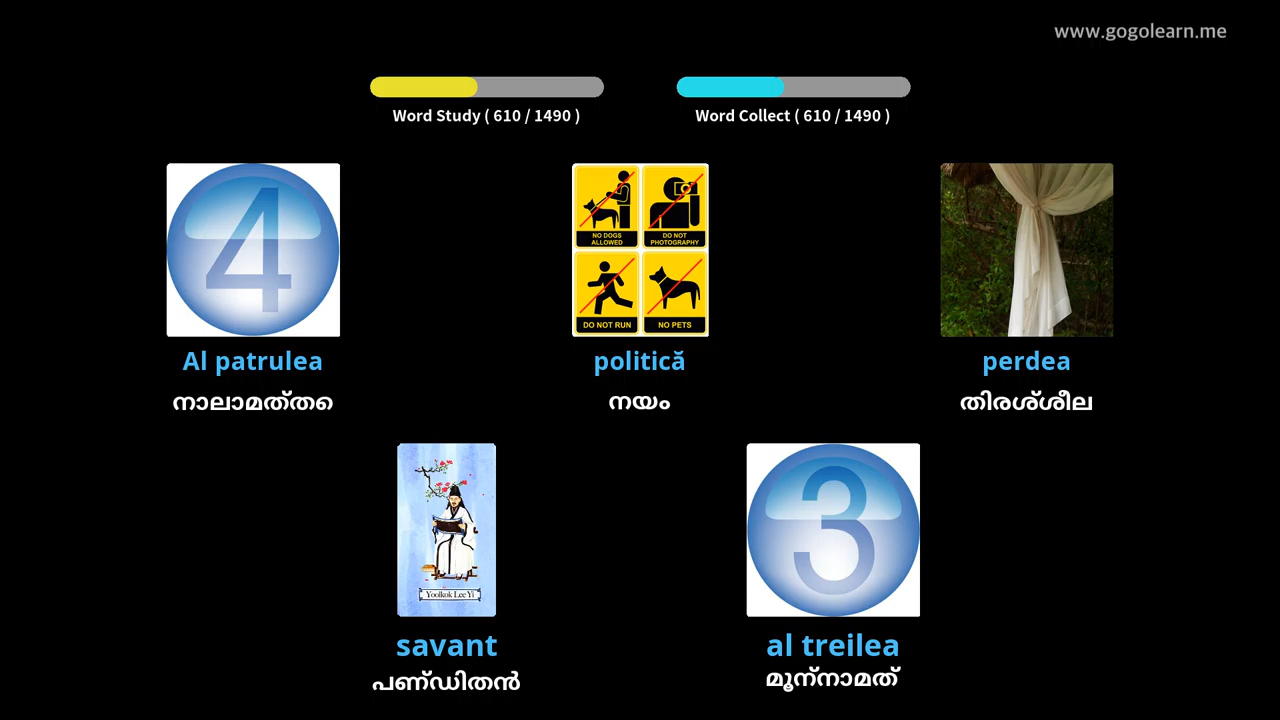 www.gogolearn.me
Word Study ( 610 / 1490 )
Word Collect ( 610 / 1490 )
4
NO DOGS ALLOWED
DO NOT PHOTOGRAPHY
DO NOT RUN
NO PETS
Al patrulea
politică
perdea
നാലാമത്തെ
നയം
തിരശ്ശീല
Yoolkok Lee Yi
3
savant
al treilea
പണ്ഡിതൻ
മൂന്നാമത്